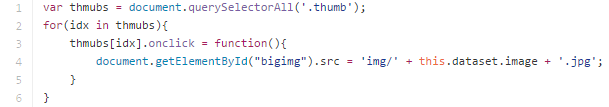 1 var thmubs = document.querySelectorAll('.thumb');
2 for(idx in thmubs){
3     thmubs[idx].onclick = function(){
4         document.getElementById("bigimg").src = 'img/' + this.dataset.image + '.jpg';
5     }
6 }